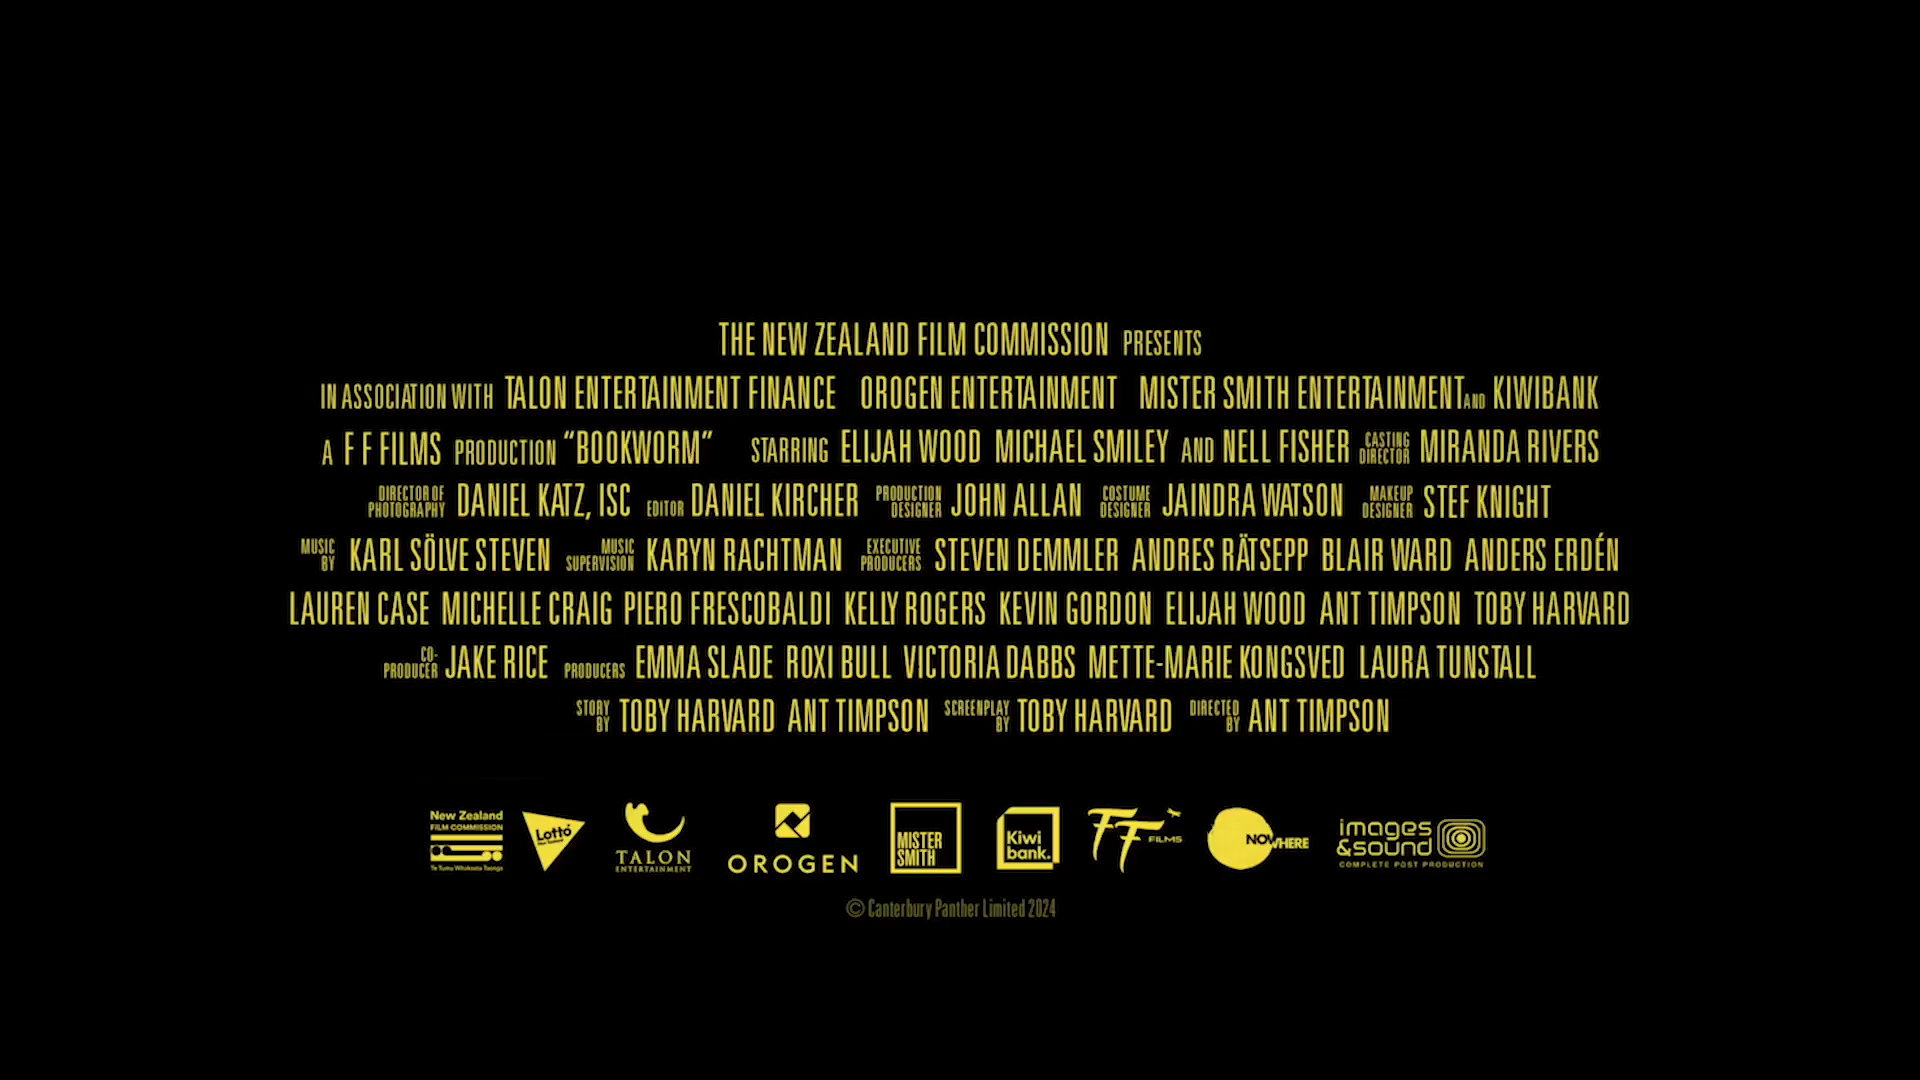 THE NEW ZEALAND FILM COMMISSION PRESENTS
IN ASSOCIATION WITH TALON ENTERTAINMENT FINANCE OROGEN ENTERTAINMENT MISTER SMITH ENTERTAINMENT AND KIWIBANK
A F F FILMS PRODUCTION “BOOKWORM” STARRING ELIJAH WOOD MICHAEL SMILEY AND NELL FISHER CASTING DIRECTOR MIRANDA RIVERS
DIRECTOR OF PHOTOGRAPHY DANIEL KATZ, ISC EDITOR DANIEL KIRCHER PRODUCTION DESIGNER JOHN ALLAN COSTUME DESIGNER JAINDRA WATSON MAKEUP DESIGNER STEF KNIGHT
MUSIC BY KARL SÖLVE STEVEN MUSIC SUPERVISION KARYN RACHTMAN EXECUTIVE PRODUCERS STEVEN DEMMLER ANDRES RÄTSEPP BLAIR WARD ANDERS ERDÉN
LAUREN CASE MICHELLE CRAIG PIERO FRESCOBALDI KELLY ROGERS KEVIN GORDON ELIJAH WOOD ANT TIMPSON TOBY HARVARD
CO-PRODUCER JAKE RICE PRODUCERS EMMA SLADE ROXI BULL VICTORIA DABBS METTE-MARIE KONGSVED LAURA TUNSTALL
STORY BY TOBY HARVARD ANT TIMPSON SCREENPLAY BY TOBY HARVARD DIRECTED BY ANT TIMPSON
New Zealand
FILM COMMISSION
Te Tumu Whakaata Taonga
Lotto
New Zealand
TALON
ENTERTAINMENT
OROGEN
MISTER
SMITH
Kiwi
bank.
FF FILMS
NOWHERE
images
&sound
COMPLETE POST PRODUCTION
© Canterbury Panther Limited 2024